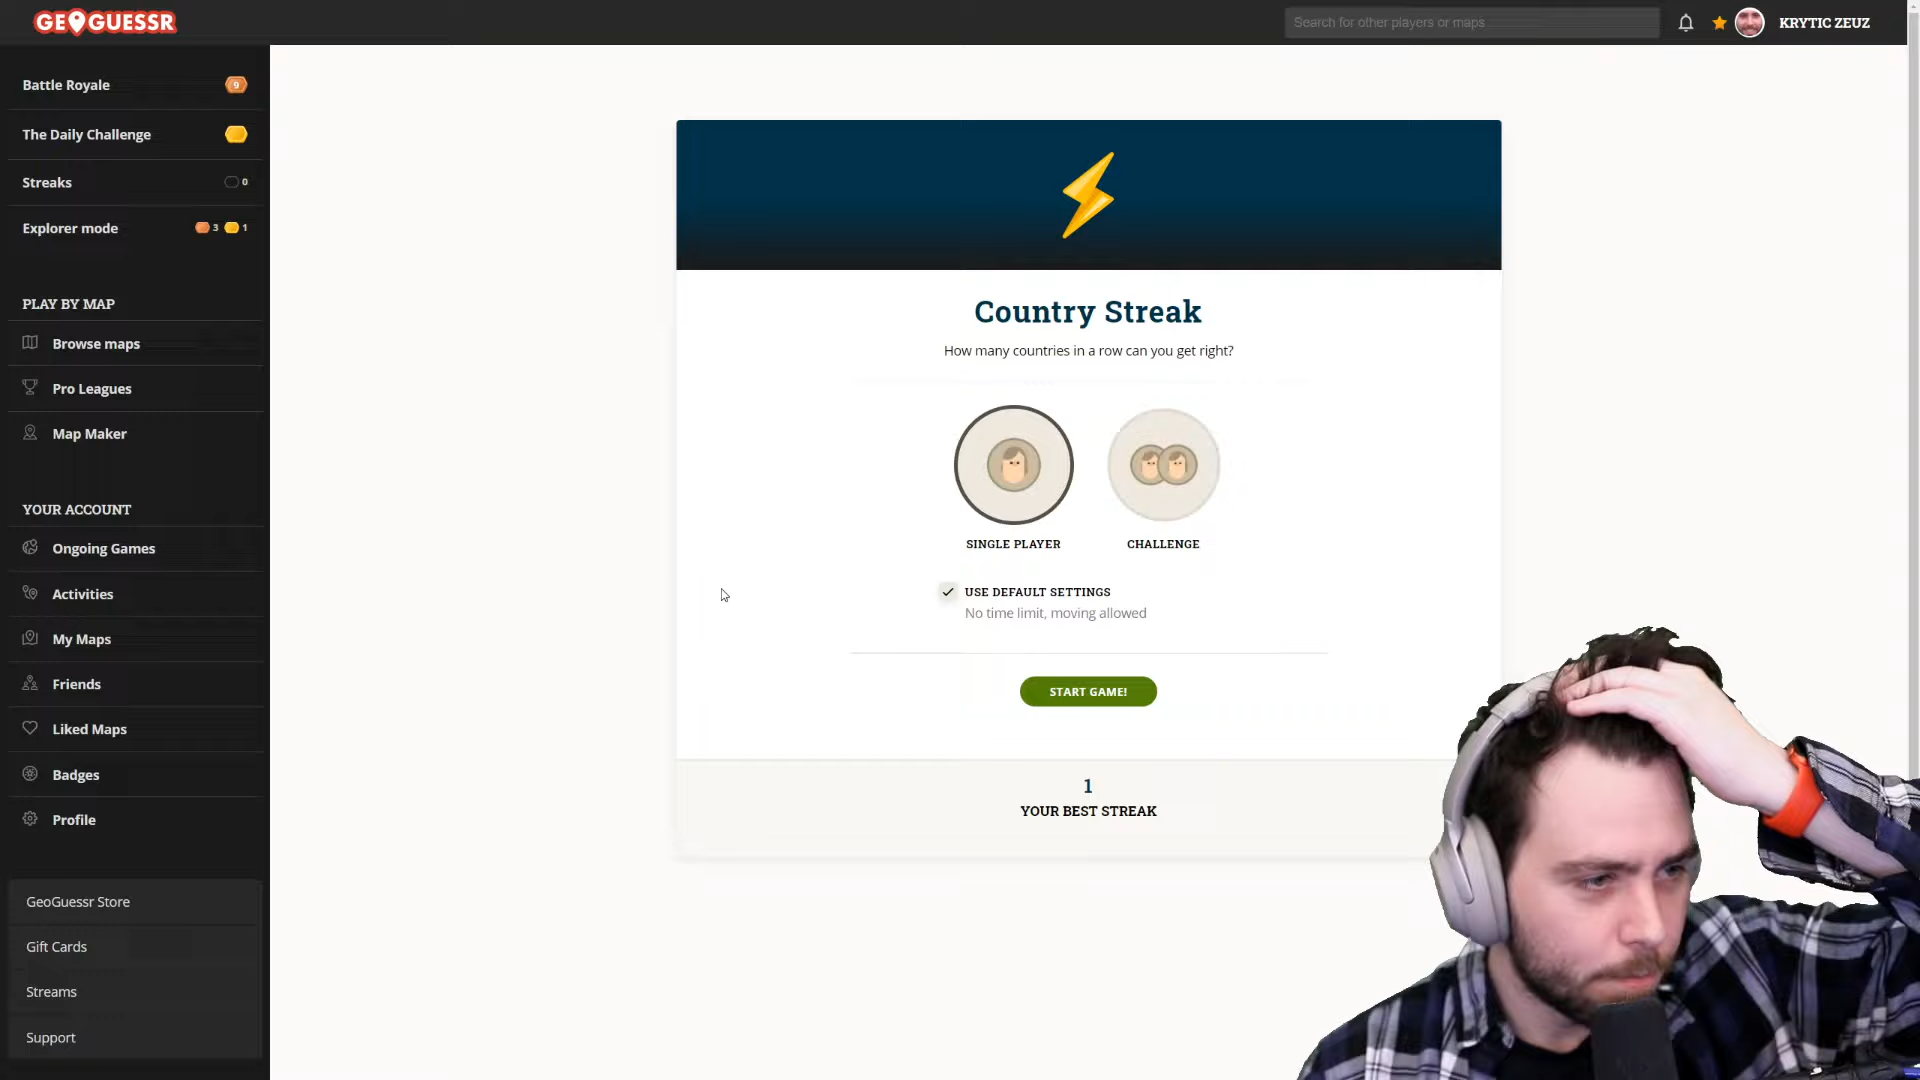 GEOGUESSR
Search for other players or maps
KRYTIC ZEUZ
Battle Royale 9
The Daily Challenge
Streaks 0
Explorer mode 3 1
PLAY BY MAP
Browse maps
Pro Leagues
Map Maker
YOUR ACCOUNT
Ongoing Games
Activities
My Maps
Friends
Liked Maps
Badges
Profile
GeoGuessr Store
Gift Cards
Streams
Support
Country Streak
How many countries in a row can you get right?
SINGLE PLAYER
CHALLENGE
USE DEFAULT SETTINGS
No time limit, moving allowed
START GAME!
1
YOUR BEST STREAK